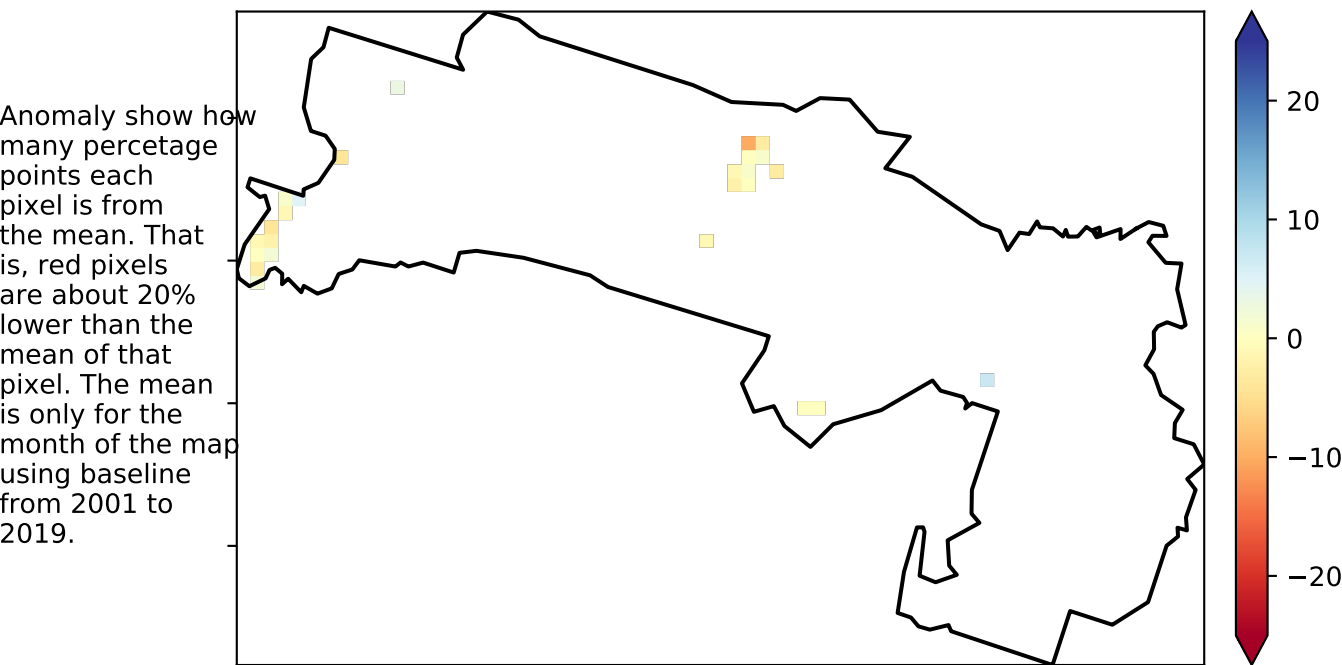 Anomaly show how
many percetage
points each
pixel is from
the mean. That
is, red pixels
are about 20%
lower than the
mean of that
pixel. The mean
is only for the
month of the map
using baseline
from 2001 to
2019.
20
10
0
−10
−20